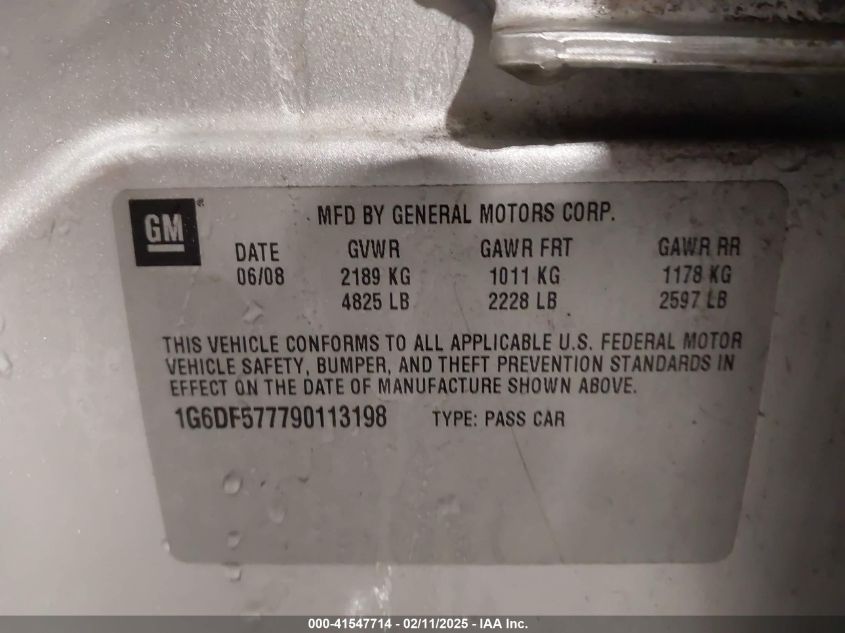 GM®
MFD BY GENERAL MOTORS CORP.
DATE GVWR GAWR FRT GAWR RR
06/08 2189 KG 1011 KG 1178 KG
4825 LB 2228 LB 2597 LB
THIS VEHICLE CONFORMS TO ALL APPLICABLE U.S. FEDERAL MOTOR
VEHICLE SAFETY, BUMPER, AND THEFT PREVENTION STANDARDS IN
EFFECT ON THE DATE OF MANUFACTURE SHOWN ABOVE.
1G6DF577790113198 TYPE: PASS CAR
000-41547714 - 02/11/2025 - IAA Inc.